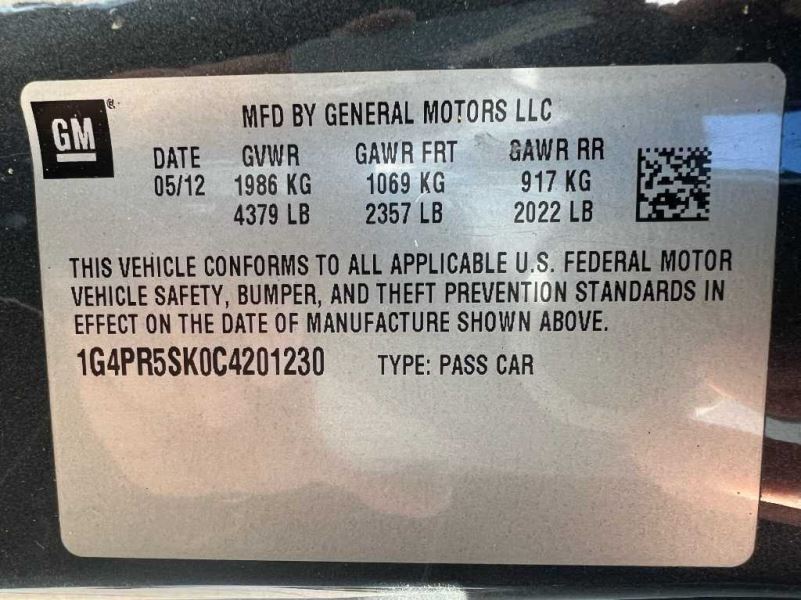 GM®
MFD BY GENERAL MOTORS LLC
DATE GVWR GAWR FRT GAWR RR
05/12 1986 KG 1069 KG 917 KG
4379 LB 2357 LB 2022 LB
THIS VEHICLE CONFORMS TO ALL APPLICABLE U.S. FEDERAL MOTOR
VEHICLE SAFETY, BUMPER, AND THEFT PREVENTION STANDARDS IN
EFFECT ON THE DATE OF MANUFACTURE SHOWN ABOVE.
1G4PR5SK0C4201230 TYPE: PASS CAR